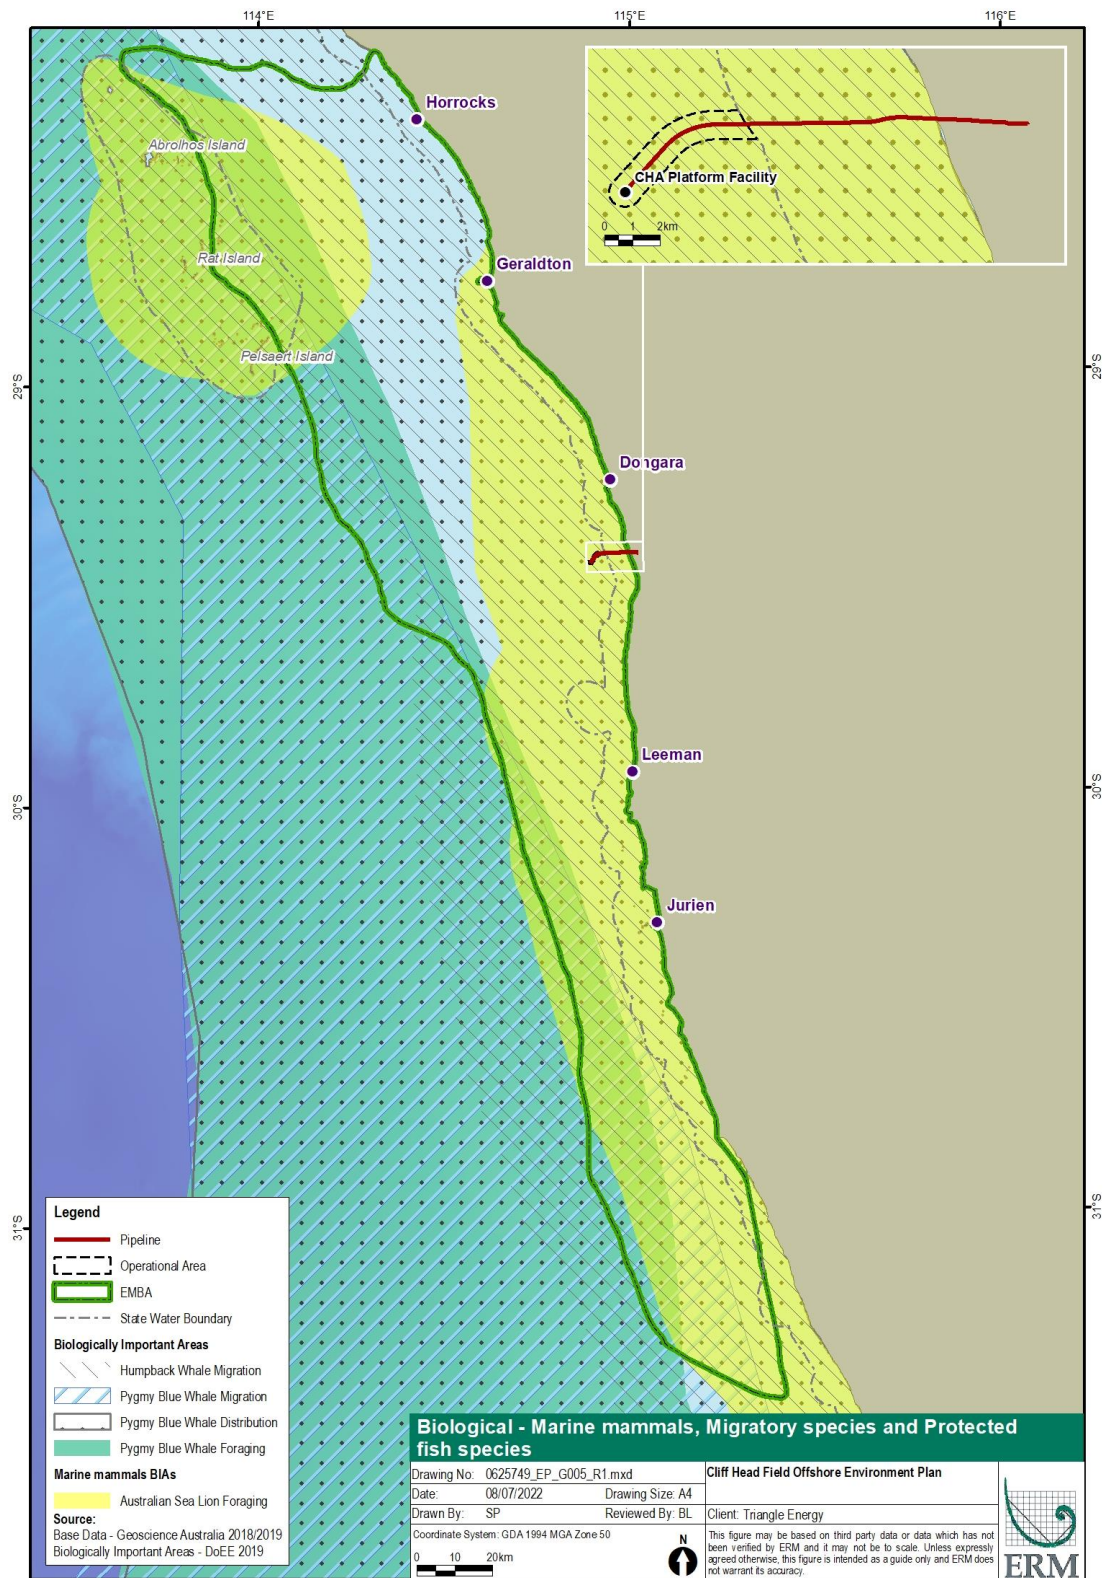 114°E
115°E
116°E
Horrocks
Abrolhos Island
CHA Platform Facility
0 1 2km
Rat Island
Geraldton
Pelsaert Island
29°S
29°S
Dongara
Leeman
30°S
30°S
Jurien
31°S
31°S
Legend
Pipeline
Operational Area
EMBA
State Water Boundary
Biologically Important Areas
Humpback Whale Migration
Pygmy Blue Whale Migration
Pygmy Blue Whale Distribution
Pygmy Blue Whale Foraging
Marine mammals BIAs
Australian Sea Lion Foraging
Source:
Base Data - Geoscience Australia 2018/2019
Biologically Important Areas - DoEE 2019
Biological - Marine mammals, Migratory species and Protected
fish species
Drawing No: 0625749_EP_G005_R1.mxd
Date: 08/07/2022 Drawing Size: A4
Drawn By: SP Reviewed By: BL
Coordinate System: GDA 1994 MGA Zone 50
0 10 20km
N
Cliff Head Field Offshore Environment Plan
Client: Triangle Energy
This figure may be based on third party data or data which has not
been verified by ERM and it may not be to scale. Unless expressly
agreed otherwise, this figure is intended as a guide only and ERM does
not warrant its accuracy.
ERM